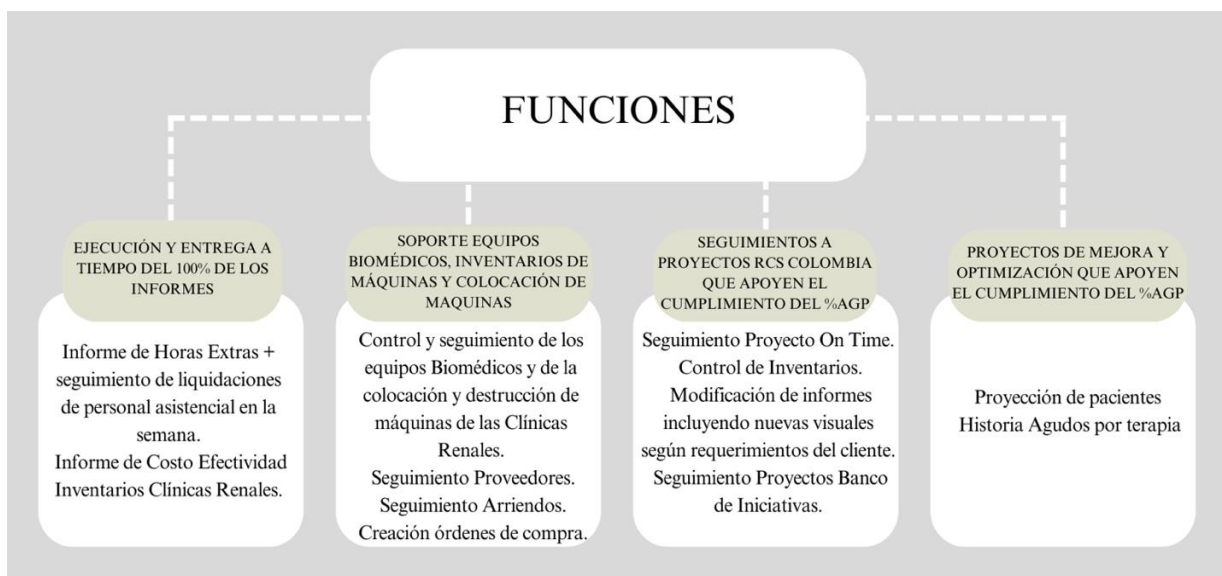 FUNCIONES
EJECUCIÓN Y ENTREGA A
TIEMPO DEL 100% DE LOS
INFORMES
Informe de Horas Extras +
seguimiento de liquidaciones
de personal asistencial en la
semana.
Informe de Costo Efectividad
Inventarios Clínicas Renales.
SOPORTE EQUIPOS
BIOMÉDICOS, INVENTARIOS DE
MÁQUINAS Y COLOCACIÓN DE
MAQUINAS
Control y seguimiento de los
equipos Biomédicos y de la
colocación y destrucción de
máquinas de las Clínicas
Renales.
Seguimiento Proveedores.
Seguimiento Arriendos.
Creación órdenes de compra.
SEGUIMIENTOS A
PROYECTOS RCS COLOMBIA
QUE APOYEN EL
CUMPLIMIENTO DEL %AGP
Seguimiento Proyecto On Time.
Control de Inventarios.
Modificación de informes
incluyendo nuevas visuales
según requerimientos del cliente.
Seguimiento Proyectos Banco
de Iniciativas.
PROYECTOS DE MEJORA Y
OPTIMIZACIÓN QUE APOYEN
EL CUMPLIMIENTO DEL %AGP
Proyección de pacientes
Historia Agudos por terapia